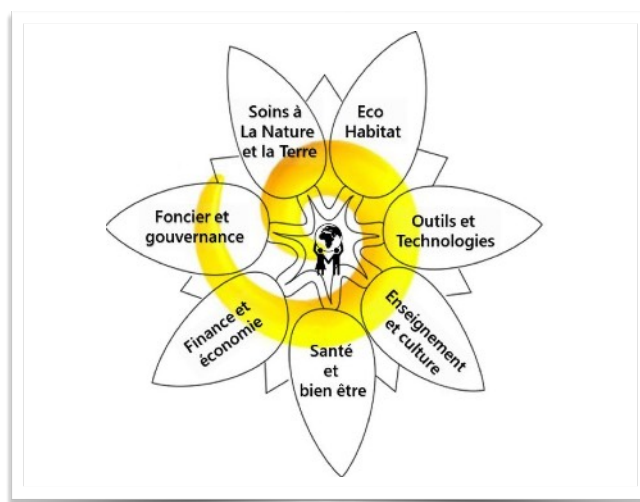 Soins à
La Nature
et la Terre
Eco
Habitat
Outils et
Technologies
Enseignement
et culture
Santé
et
bien être
Finance et
économie
Foncier et
gouvernance